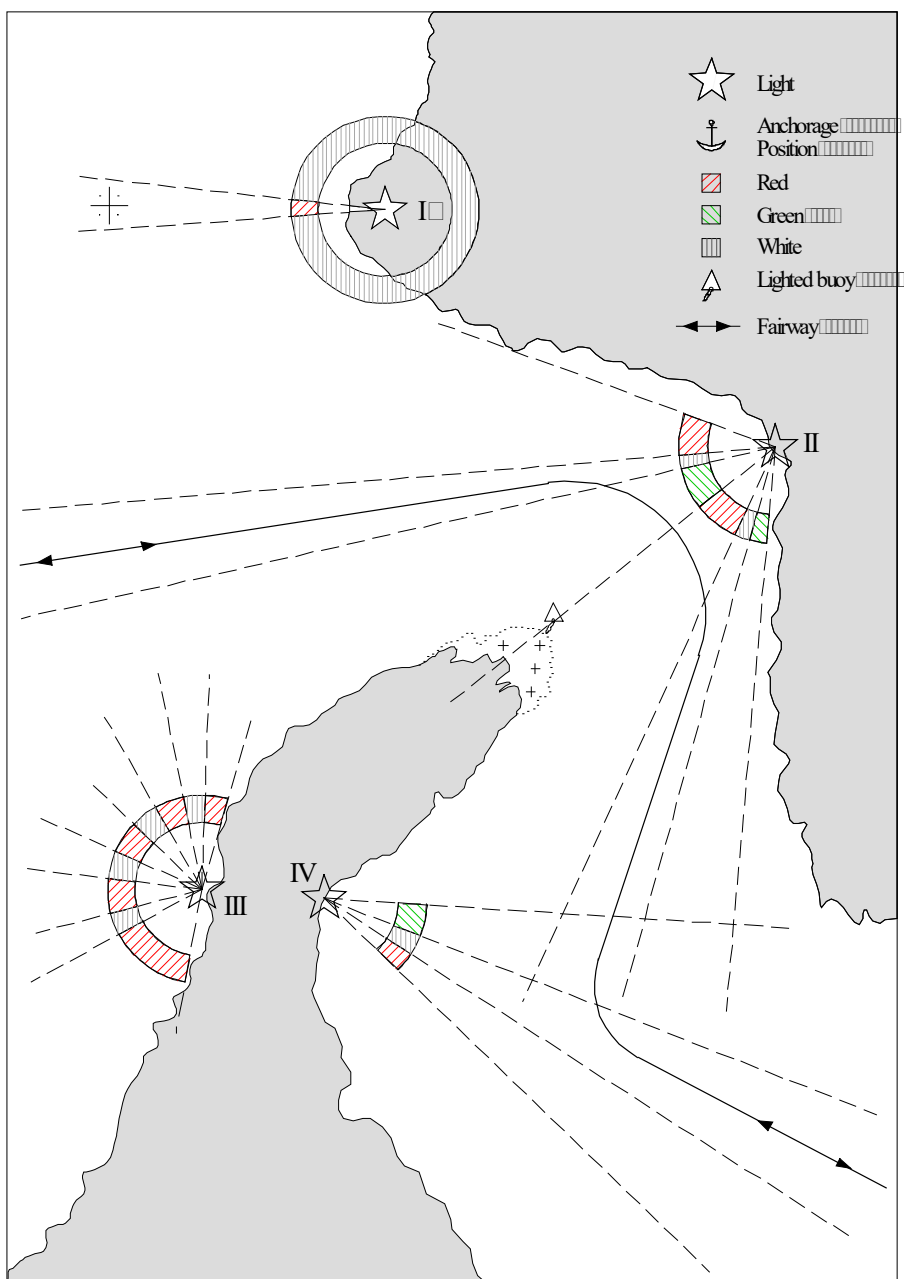 Light
Anchorage
Position
Red
Green
White
Lighted buoy
Fairway
I
II
IV
III